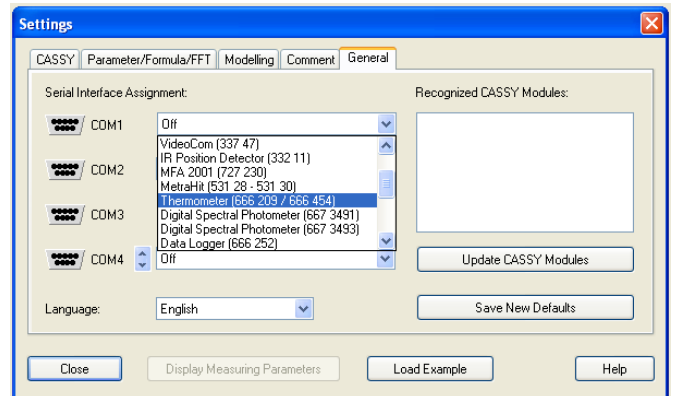 Settings
CASSY Parameter/Formula/FFT Modelling Comment General
Serial Interface Assignment: Recognized CASSY Modules:
COM1 Off
VideoCom (337 47)
IR Position Detector (332 11)
COM2 MFA 2001 (727 230)
MetraHit (531 28 - 531 30)
Thermometer (666 209 / 666 454)
COM3 Digital Spectral Photometer (667 3491)
Digital Spectral Photometer (667 3493)
Data Logger (666 252)
COM4 Off Update CASSY Modules
Language: English Save New Defaults
Close Display Measuring Parameters Load Example Help